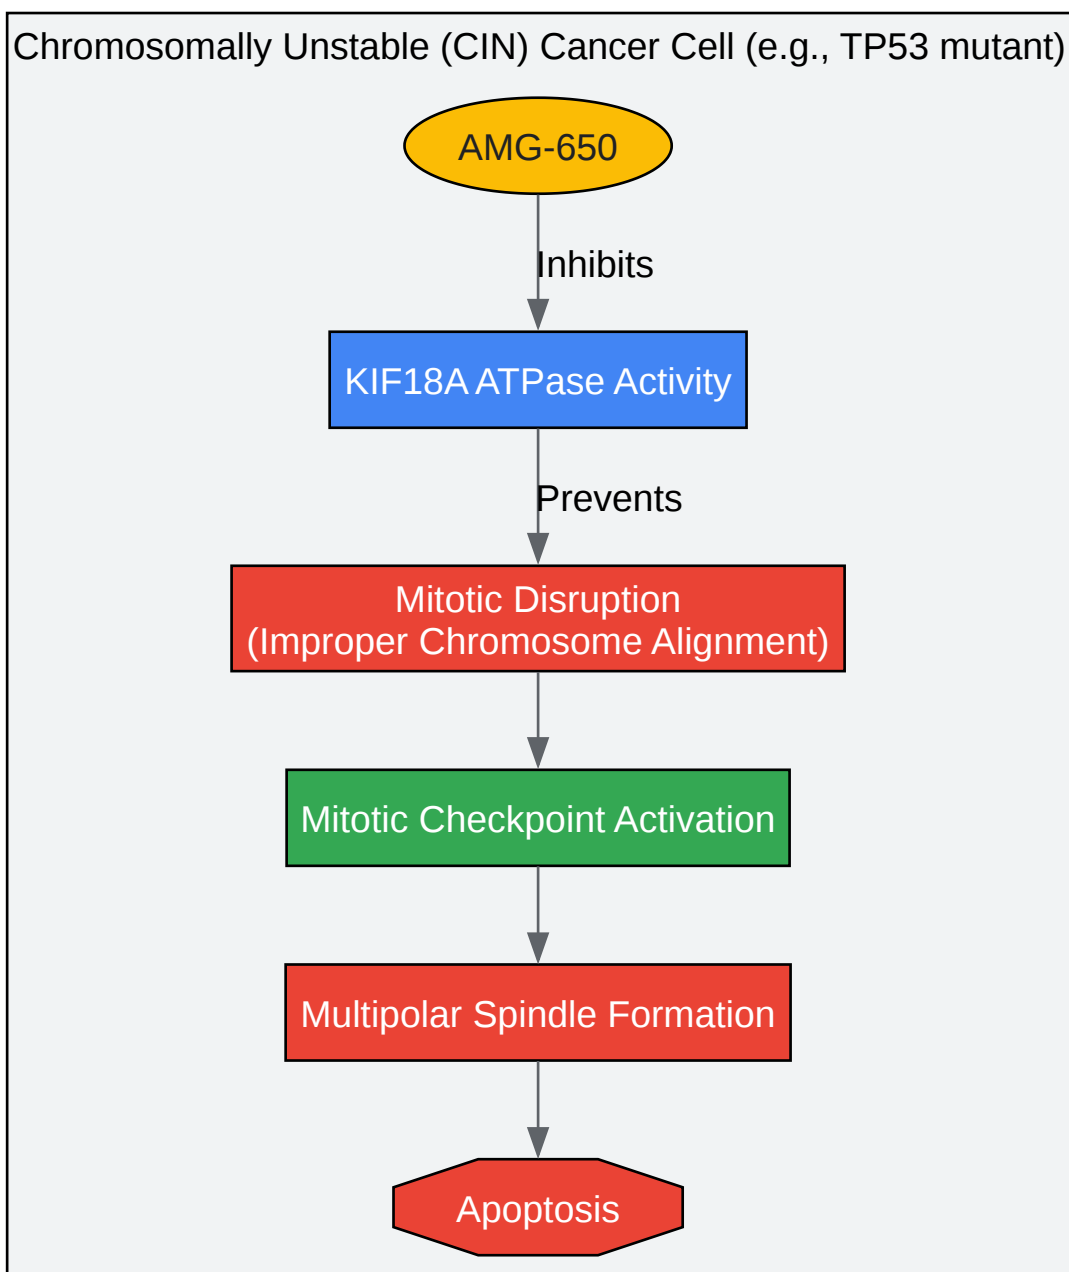 Chromosomally Unstable (CIN) Cancer Cell (e.g., TP53 mutant)
AMG-650
Inhibits
KIF18A ATPase Activity
Prevents
Mitotic Disruption
(Improper Chromosome Alignment)
Mitotic Checkpoint Activation
Multipolar Spindle Formation
Apoptosis